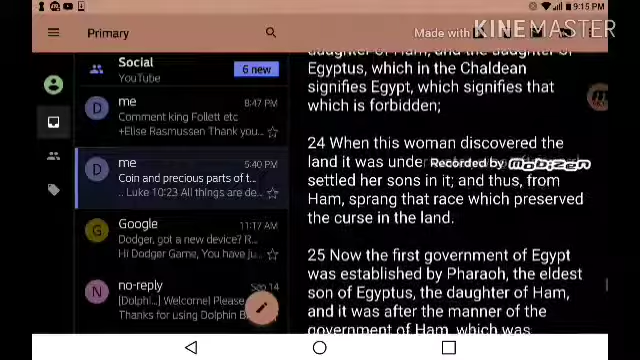 9:15 PM
Primary
Made with
KINEMASTER
Social
YouTube
6 new
D
me
8:47 PM
Comment king Follett etc
+Elise Rasmussen Thank you...
D
me
5:40 PM
Coin and precious parts of t...
.. Luke 10:23 All things are de...
G
Google
11:17 AM
Dodger, got a new device? R...
Hi Dodger Game, You have ju...
N
no-reply
Sep 14
[Dolphi...] Welcome! Please
Thanks for using Dolphin B
daughter of Ham, and the daughter of
Egyptus, which in the Chaldean
signifies Egypt, which signifies that
which is forbidden;
24 When this woman discovered the
land it was under
Recorded by Mobizen
settled her sons in it; and thus, from
Ham, sprang that race which preserved
the curse in the land.
25 Now the first government of Egypt
was established by Pharaoh, the eldest
son of Egyptus, the daughter of Ham,
and it was after the manner of the
government of Ham, which was